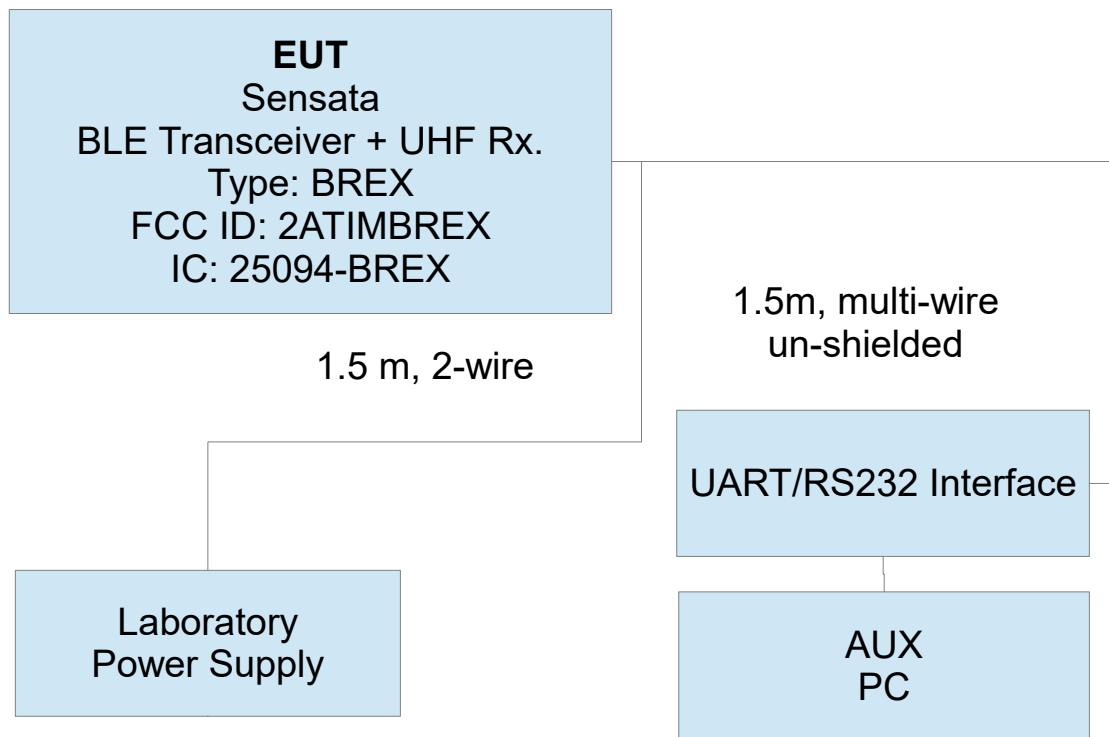 EUT
Sensata
BLE Transceiver + UHF Rx.
Type: BREX
FCC ID: 2ATIMBREX
IC: 25094-BREX
1.5m, multi-wire
un-shielded
1.5 m, 2-wire
UART/RS232 Interface
Laboratory
Power Supply
AUX
PC